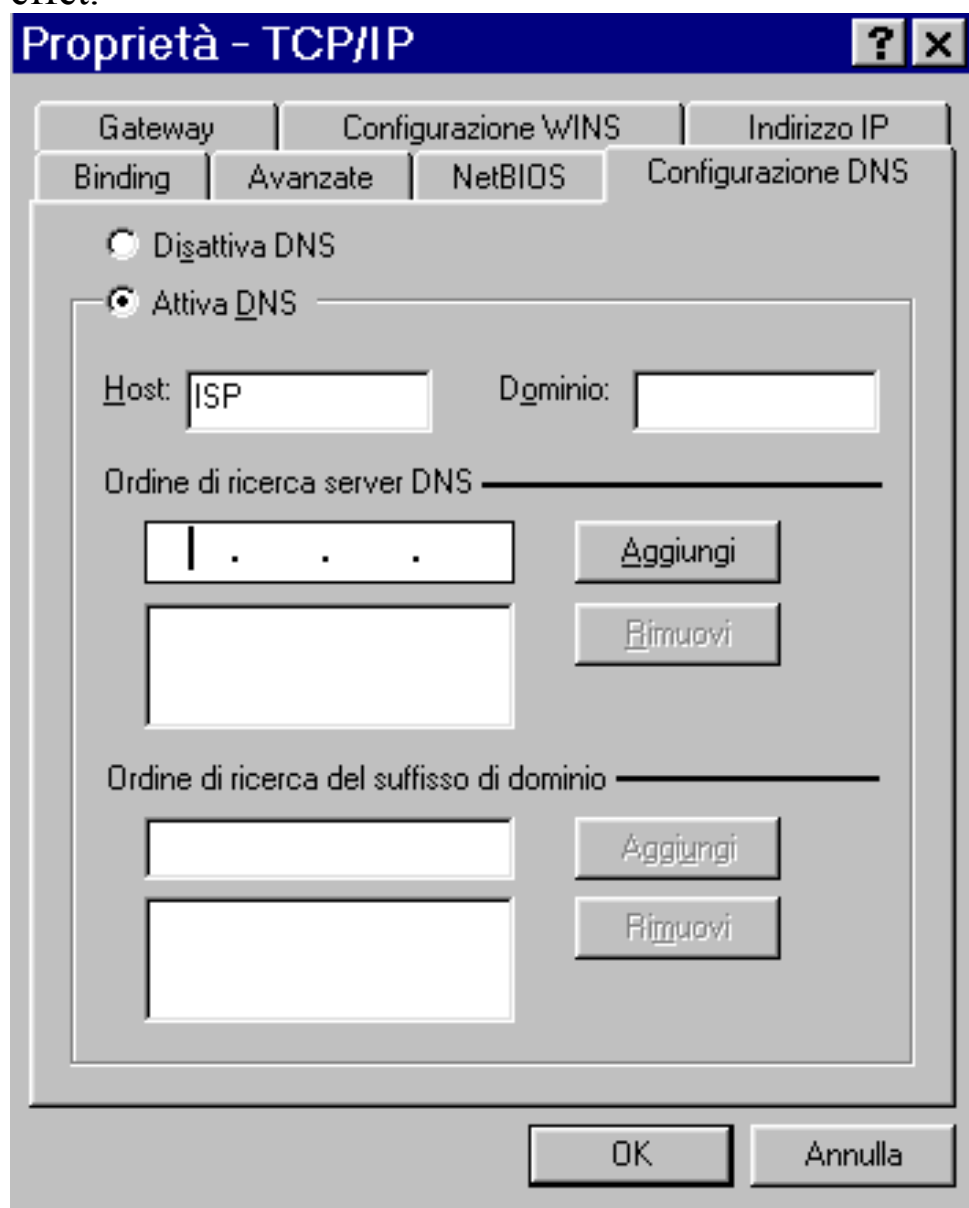 Proprietà - TCP/IP
Gateway Configurazione WINS Indirizzo IP
Binding Avanzate NetBIOS Configurazione DNS
Disattiva DNS
Attiva DNS
Host: ISP Dominio:
Ordine di ricerca server DNS
. . . Aggiungi
Rimuovi
Ordine di ricerca del suffisso di dominio
Aggiungi
Rimuovi
OK Annulla